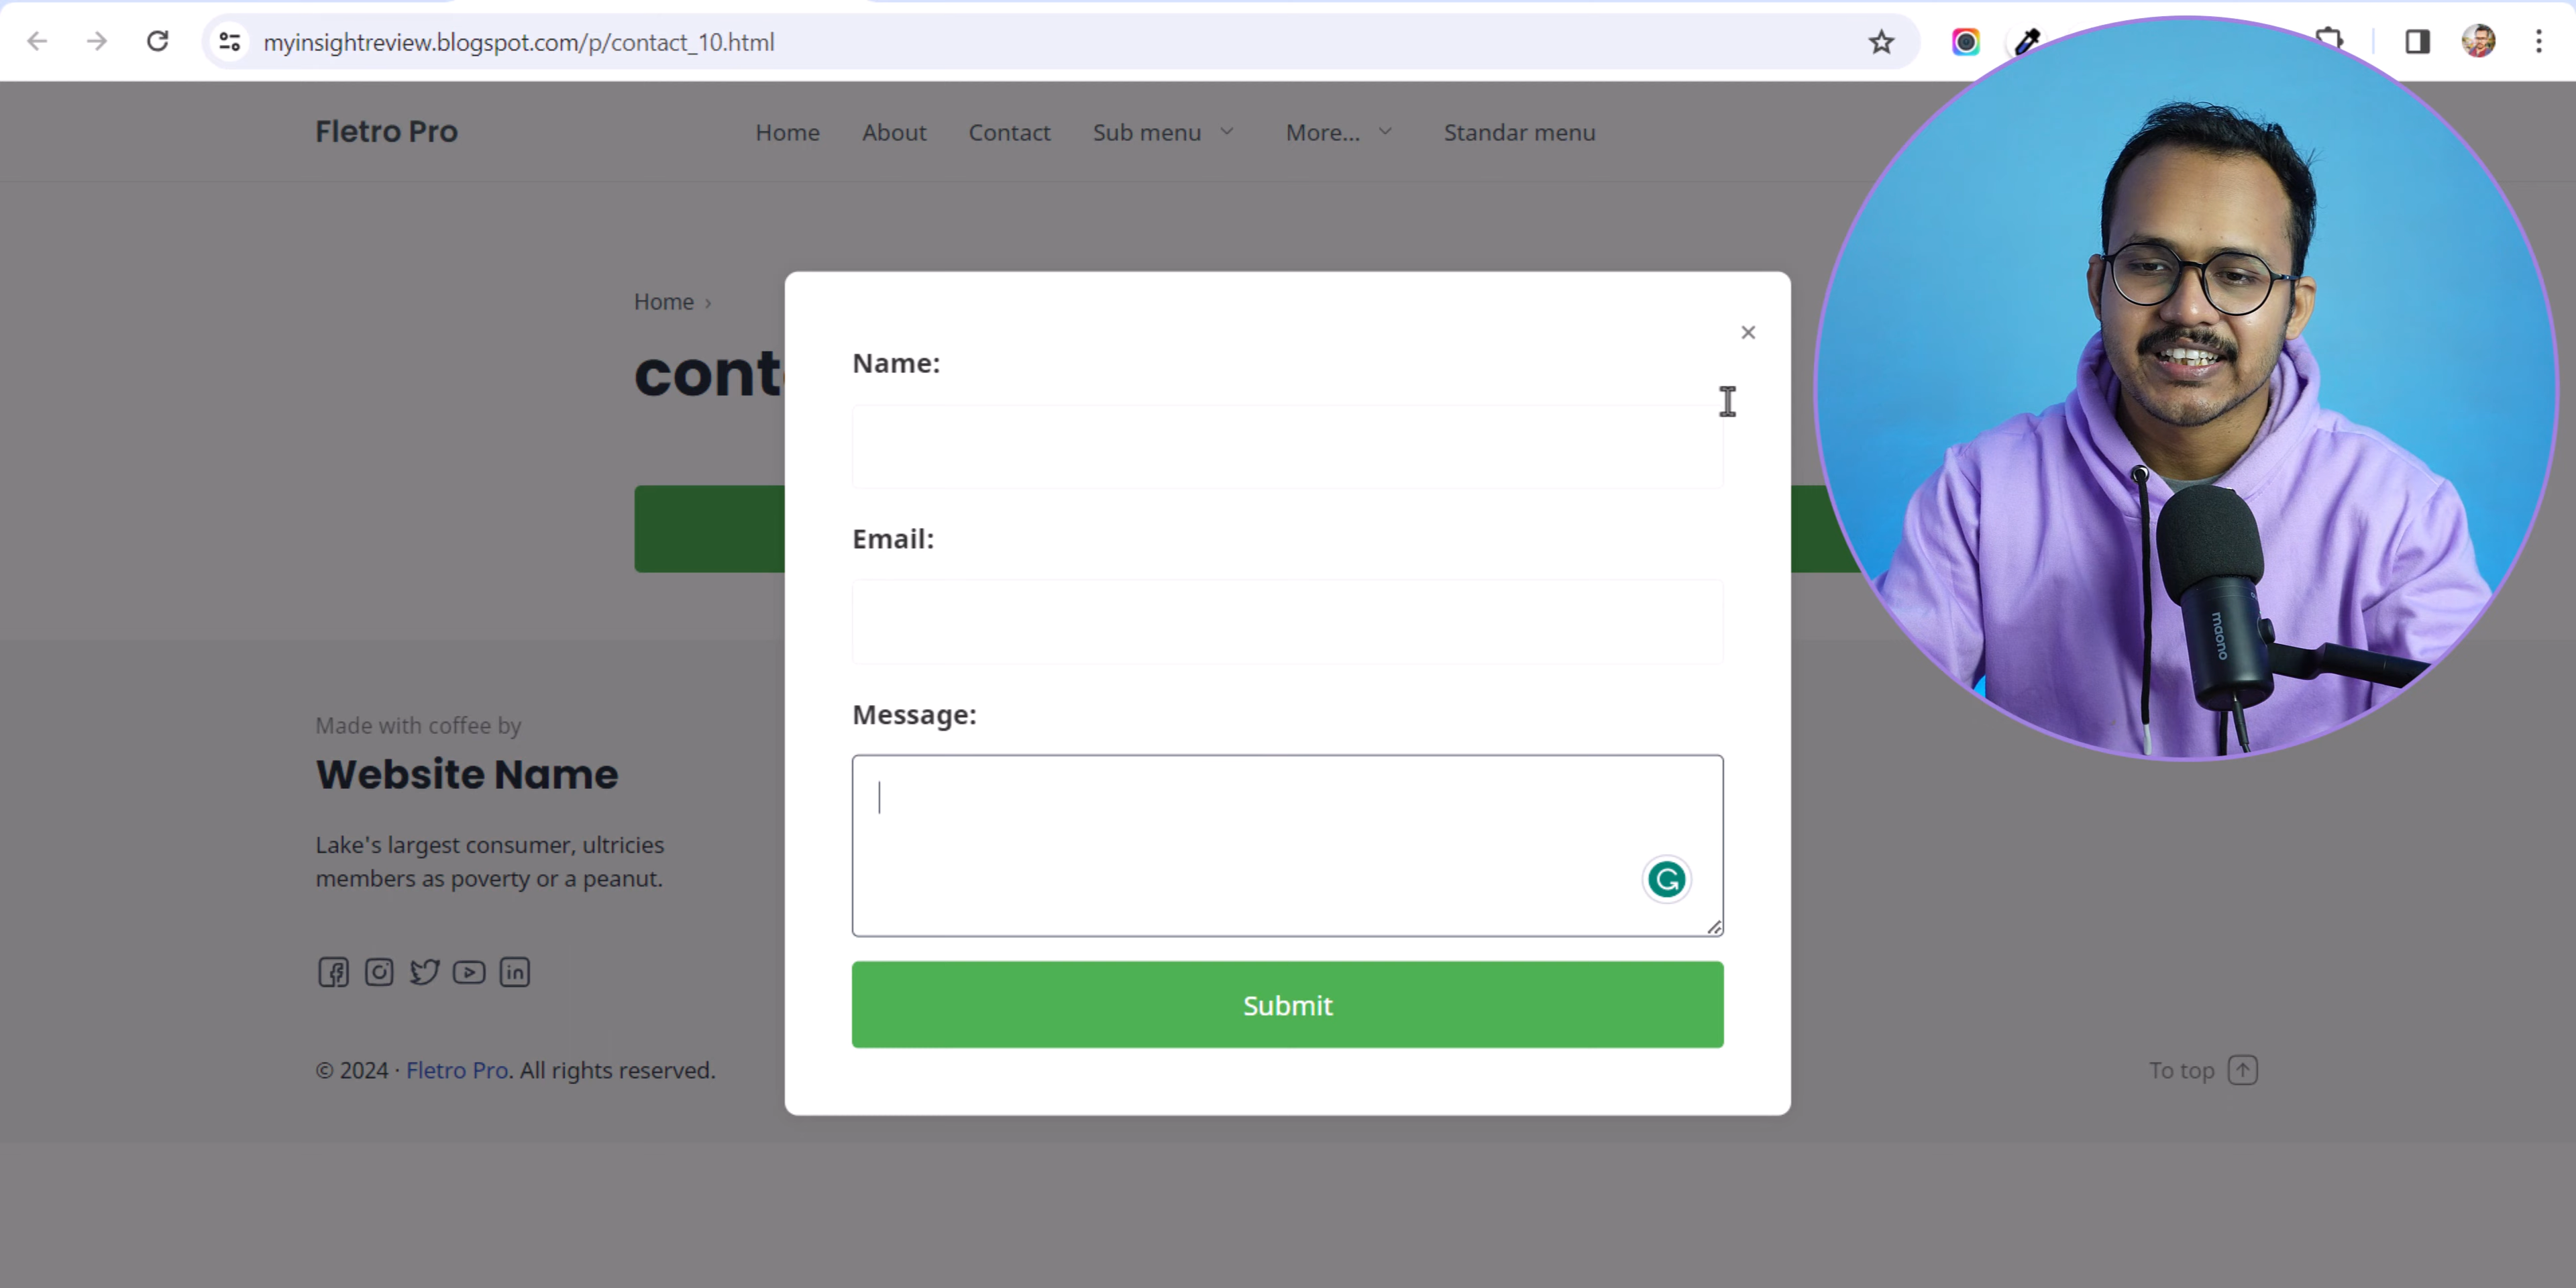 myinsightreview.blogspot.com/p/contact_10.html
Fletro Pro
Home
About
Contact
Sub menu
More...
Standar menu
Home ›
cont
Name:
Email:
Message:
Submit
Made with coffee by
Website Name
Lake's largest consumer, ultricies
members as poverty or a peanut.
© 2024 · Fletro Pro. All rights reserved.
To top
maono